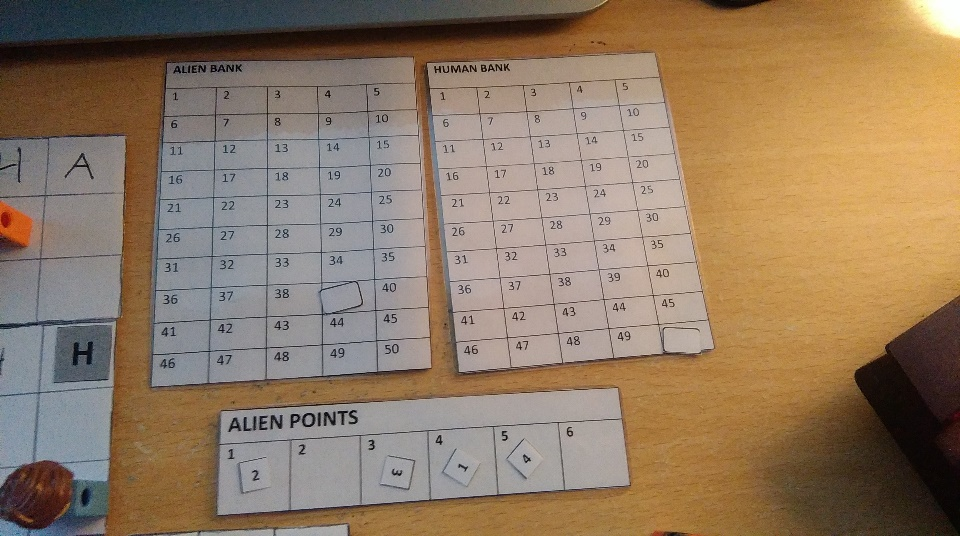 ALIEN BANK
1 2 3 4 5
6 7 8 9 10
11 12 13 14 15
16 17 18 19 20
21 22 23 24 25
26 27 28 29 30
31 32 33 34 35
36 37 38 40
41 42 43 44 45
46 47 48 49 50
HUMAN BANK
1 2 3 4 5
6 7 8 9 10
11 12 13 14 15
16 17 18 19 20
21 22 23 24 25
26 27 28 29 30
31 32 33 34 35
36 37 38 39 40
41 42 43 44 45
46 47 48 49
H A
H
ALIEN POINTS
1 2 3 4 5 6
2 3 1 4